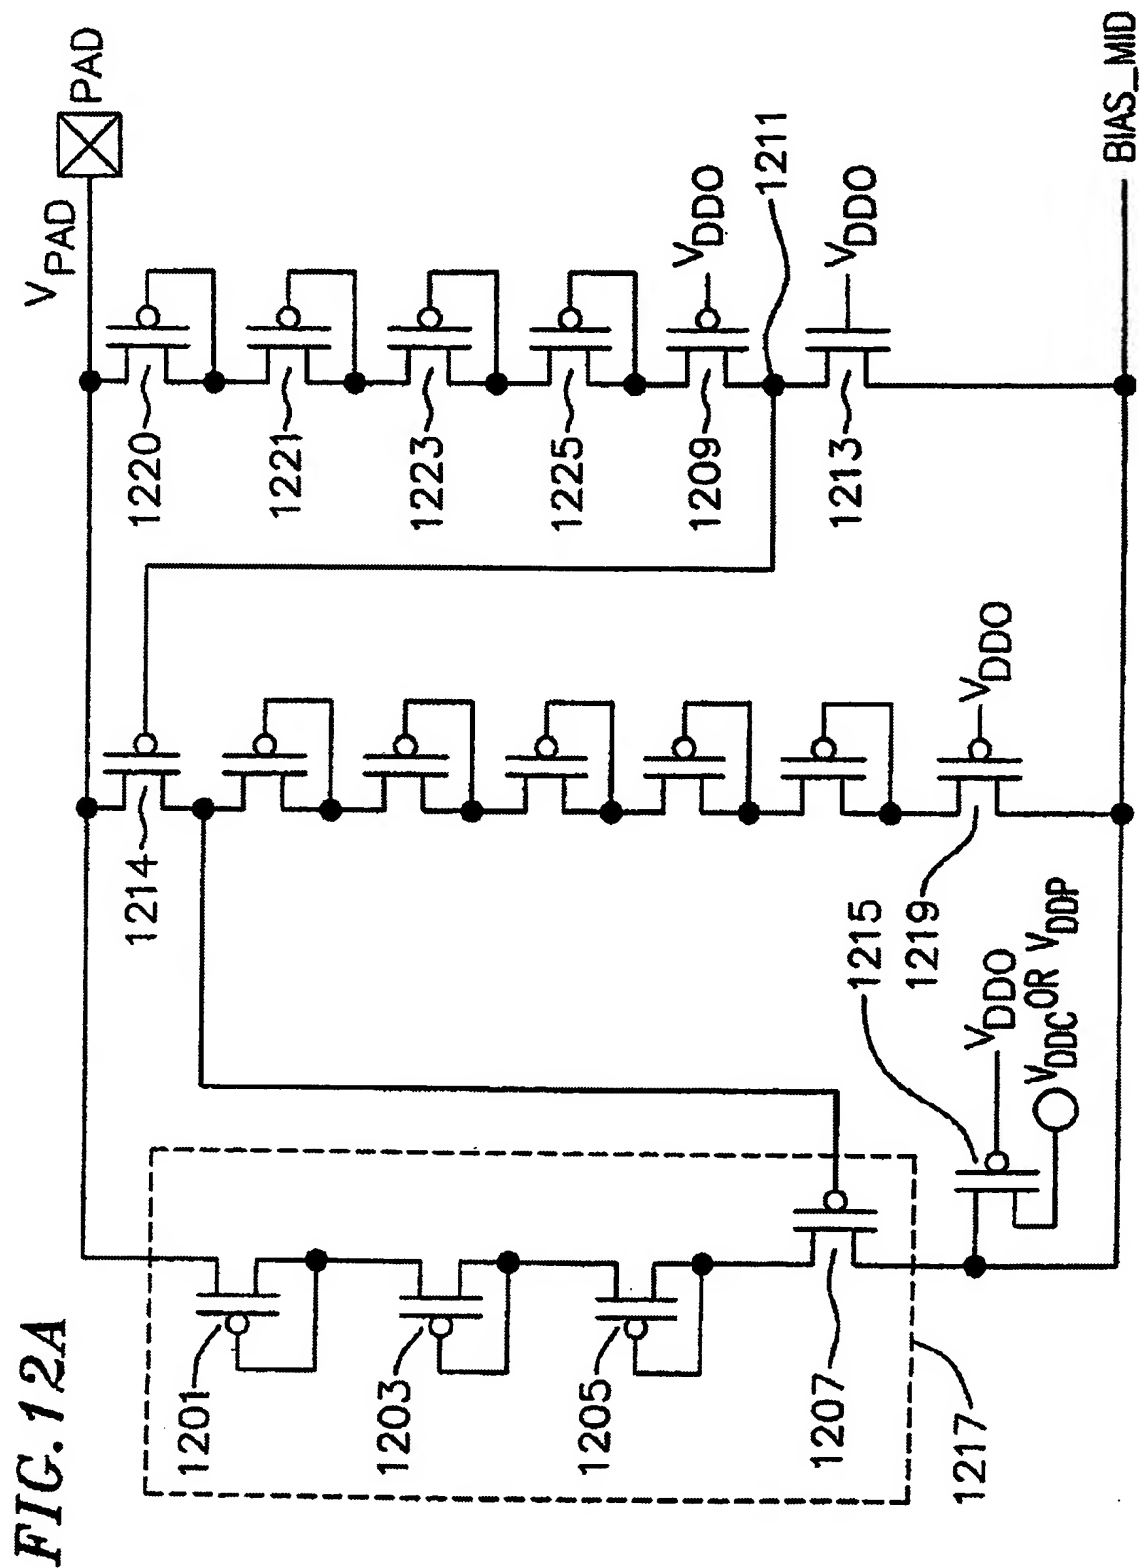 FIG. 12A
V_PAD
PAD
1220
1221
1223
1225
1209
V_DDO
1211
1213
V_DDO
1214
1219
V_DDO
1215
V_DDO
V_DDC OR V_DDP
1201
1203
1205
1207
1217
BIAS_MID